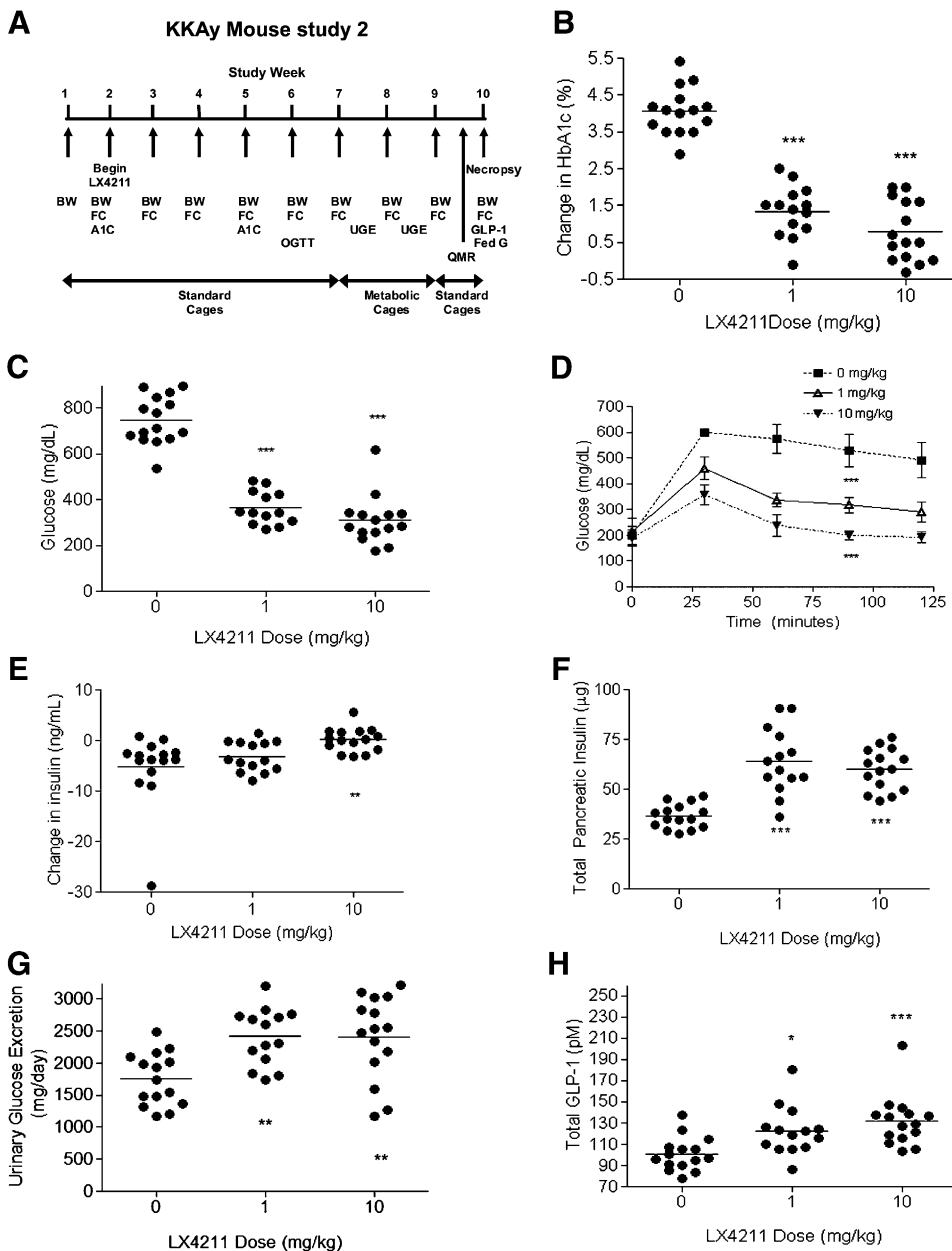 A
KKAy Mouse study 2
Study Week
1 2 3 4 5 6 7 8 9 10
Begin
LX4211
Necropsy
BW BW BW BW BW BW BW BW BW BW
FC FC FC FC FC FC FC FC FC
A1C A1C UGE UGE GLP-1
OGTT Fed G
QMR
Standard Metabolic Standard
Cages Cages Cages
B
Change in HbA1c (%)
5.5
4.5
3.5
2.5
1.5
0.5
-0.5
***
***
0 1 10
LX4211Dose (mg/kg)
C
Glucose (mg/dL)
800
600
400
200
0
***
***
0 1 10
LX4211 Dose (mg/kg)
D
0 mg/kg
1 mg/kg
10 mg/kg
Glucose (mg/dL)
700
600
500
400
300
200
100
0
***
***
0 25 50 75 100 125
Time (minutes)
E
Change in insulin (ng/mL)
10
0
-10
-20
-30
**
0 1 10
LX4211 Dose (mg/kg)
F
Total Pancreatic Insulin (µg)
100
75
50
25
0
***
***
0 1 10
LX4211 Dose (mg/kg)
G
Urinary Glucose Excretion
(mg/day)
3000
2500
2000
1500
1000
500
0
**
**
0 1 10
LX4211 Dose (mg/kg)
H
Total GLP-1 (pM)
250
230
210
190
170
150
130
110
90
70
*
***
0 1 10
LX4211 Dose (mg/kg)